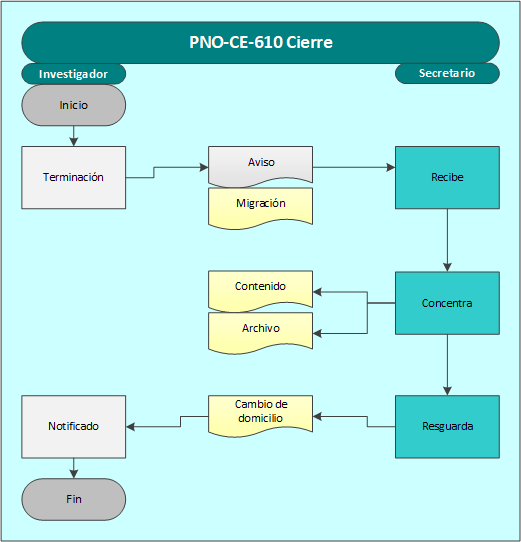 PNO-CE-610 Cierre
Investigador
Secretario
Inicio
Terminación
Aviso
Recibe
Migración
Contenido
Concentra
Archivo
Notificado
Cambio de
domicilio
Resguarda
Fin